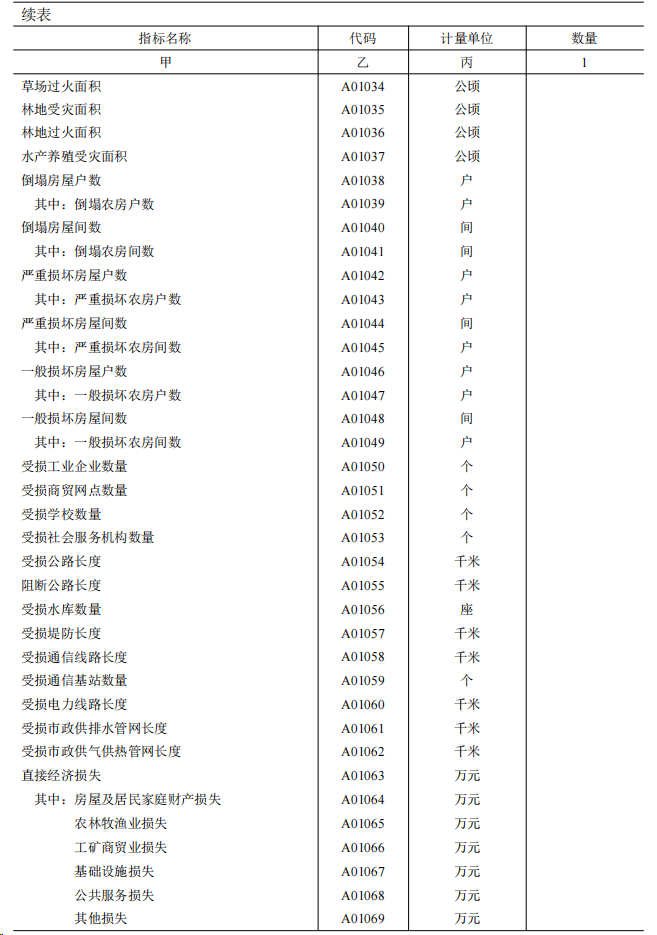 续表
指标名称 代码 计量单位 数量
甲 乙 丙 1
草场过火面积 A01034 公顷
林地受灾面积 A01035 公顷
林地过火面积 A01036 公顷
水产养殖受灾面积 A01037 公顷
倒塌房屋户数 A01038 户
其中：倒塌农房户数 A01039 户
倒塌房屋间数 A01040 间
其中：倒塌农房间数 A01041 间
严重损坏房屋户数 A01042 户
其中：严重损坏农房户数 A01043 户
严重损坏房屋间数 A01044 间
其中：严重损坏农房间数 A01045 户
一般损坏房屋户数 A01046 户
其中：一般损坏农房户数 A01047 户
一般损坏房屋间数 A01048 间
其中：一般损坏农房间数 A01049 户
受损工业企业数量 A01050 个
受损商贸网点数量 A01051 个
受损学校数量 A01052 个
受损社会服务机构数量 A01053 个
受损公路长度 A01054 千米
阻断公路长度 A01055 千米
受损水库数量 A01056 座
受损堤防长度 A01057 千米
受损通信线路长度 A01058 千米
受损通信基站数量 A01059 个
受损电力线路长度 A01060 千米
受损市政供排水管网长度 A01061 千米
受损市政供气供热管网长度 A01062 千米
直接经济损失 A01063 万元
其中：房屋及居民家庭财产损失 A01064 万元
农林牧渔业损失 A01065 万元
工矿商贸业损失 A01066 万元
基础设施损失 A01067 万元
公共服务损失 A01068 万元
其他损失 A01069 万元